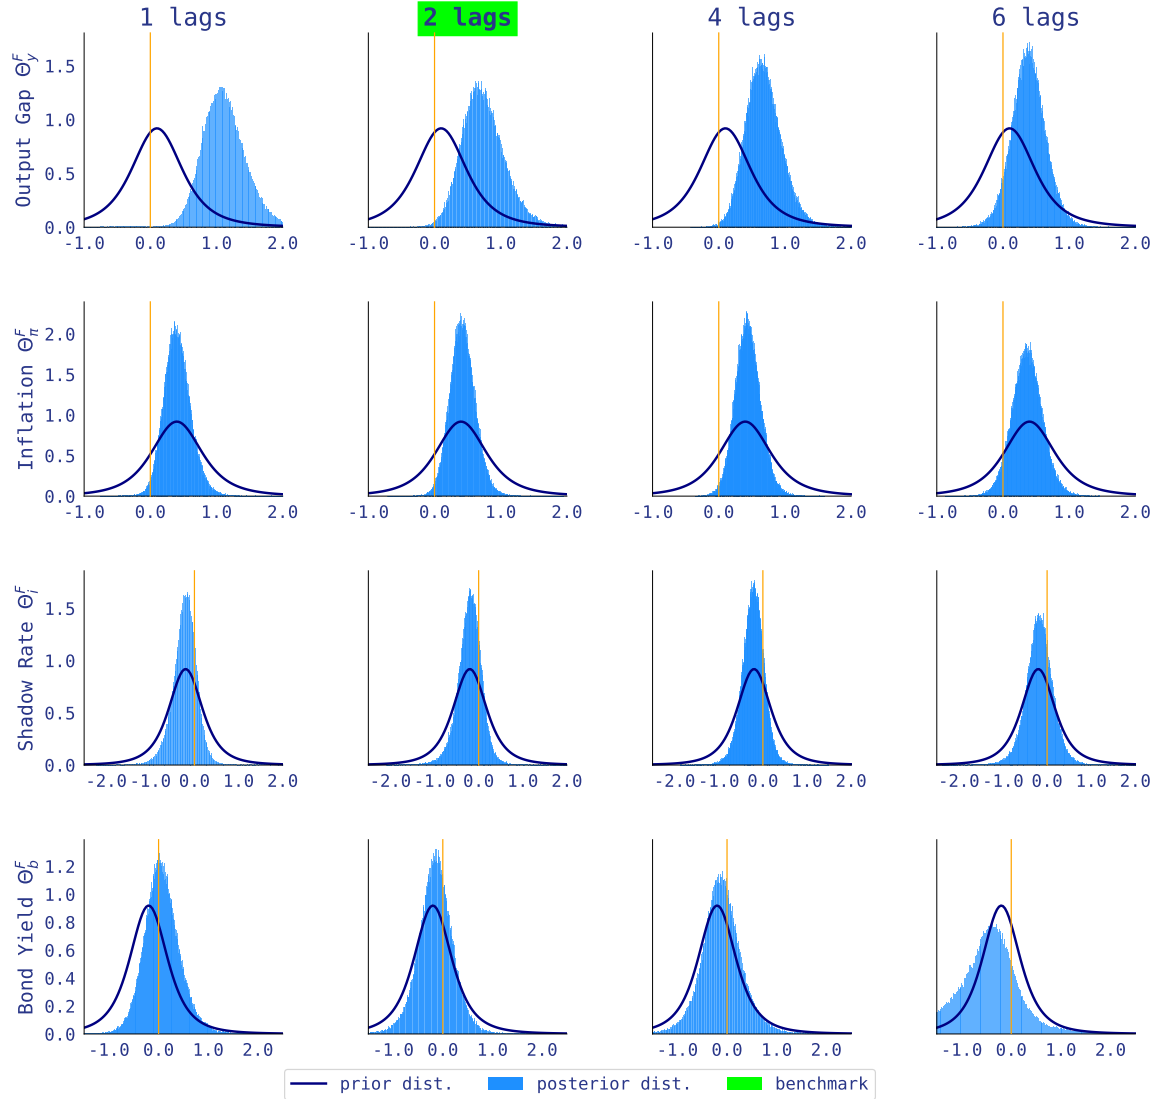 1 lags 2 lags 4 lags 6 lags
Output Gap Θ_y^F
1.5
1.0
0.5
0.0
-1.0 0.0 1.0 2.0 -1.0 0.0 1.0 2.0 -1.0 0.0 1.0 2.0 -1.0 0.0 1.0 2.0
Inflation Θ_π^F
2.0
1.5
1.0
0.5
0.0
-1.0 0.0 1.0 2.0 -1.0 0.0 1.0 2.0 -1.0 0.0 1.0 2.0 -1.0 0.0 1.0 2.0
Shadow Rate Θ_i^F
1.5
1.0
0.5
0.0
-2.0 -1.0 0.0 1.0 2.0 -2.0 -1.0 0.0 1.0 2.0 -2.0 -1.0 0.0 1.0 2.0 -2.0 -1.0 0.0 1.0 2.0
Bond Yield Θ_b^F
1.2
1.0
0.8
0.6
0.4
0.2
0.0
-1.0 0.0 1.0 2.0 -1.0 0.0 1.0 2.0 -1.0 0.0 1.0 2.0 -1.0 0.0 1.0 2.0
prior dist. posterior dist. benchmark